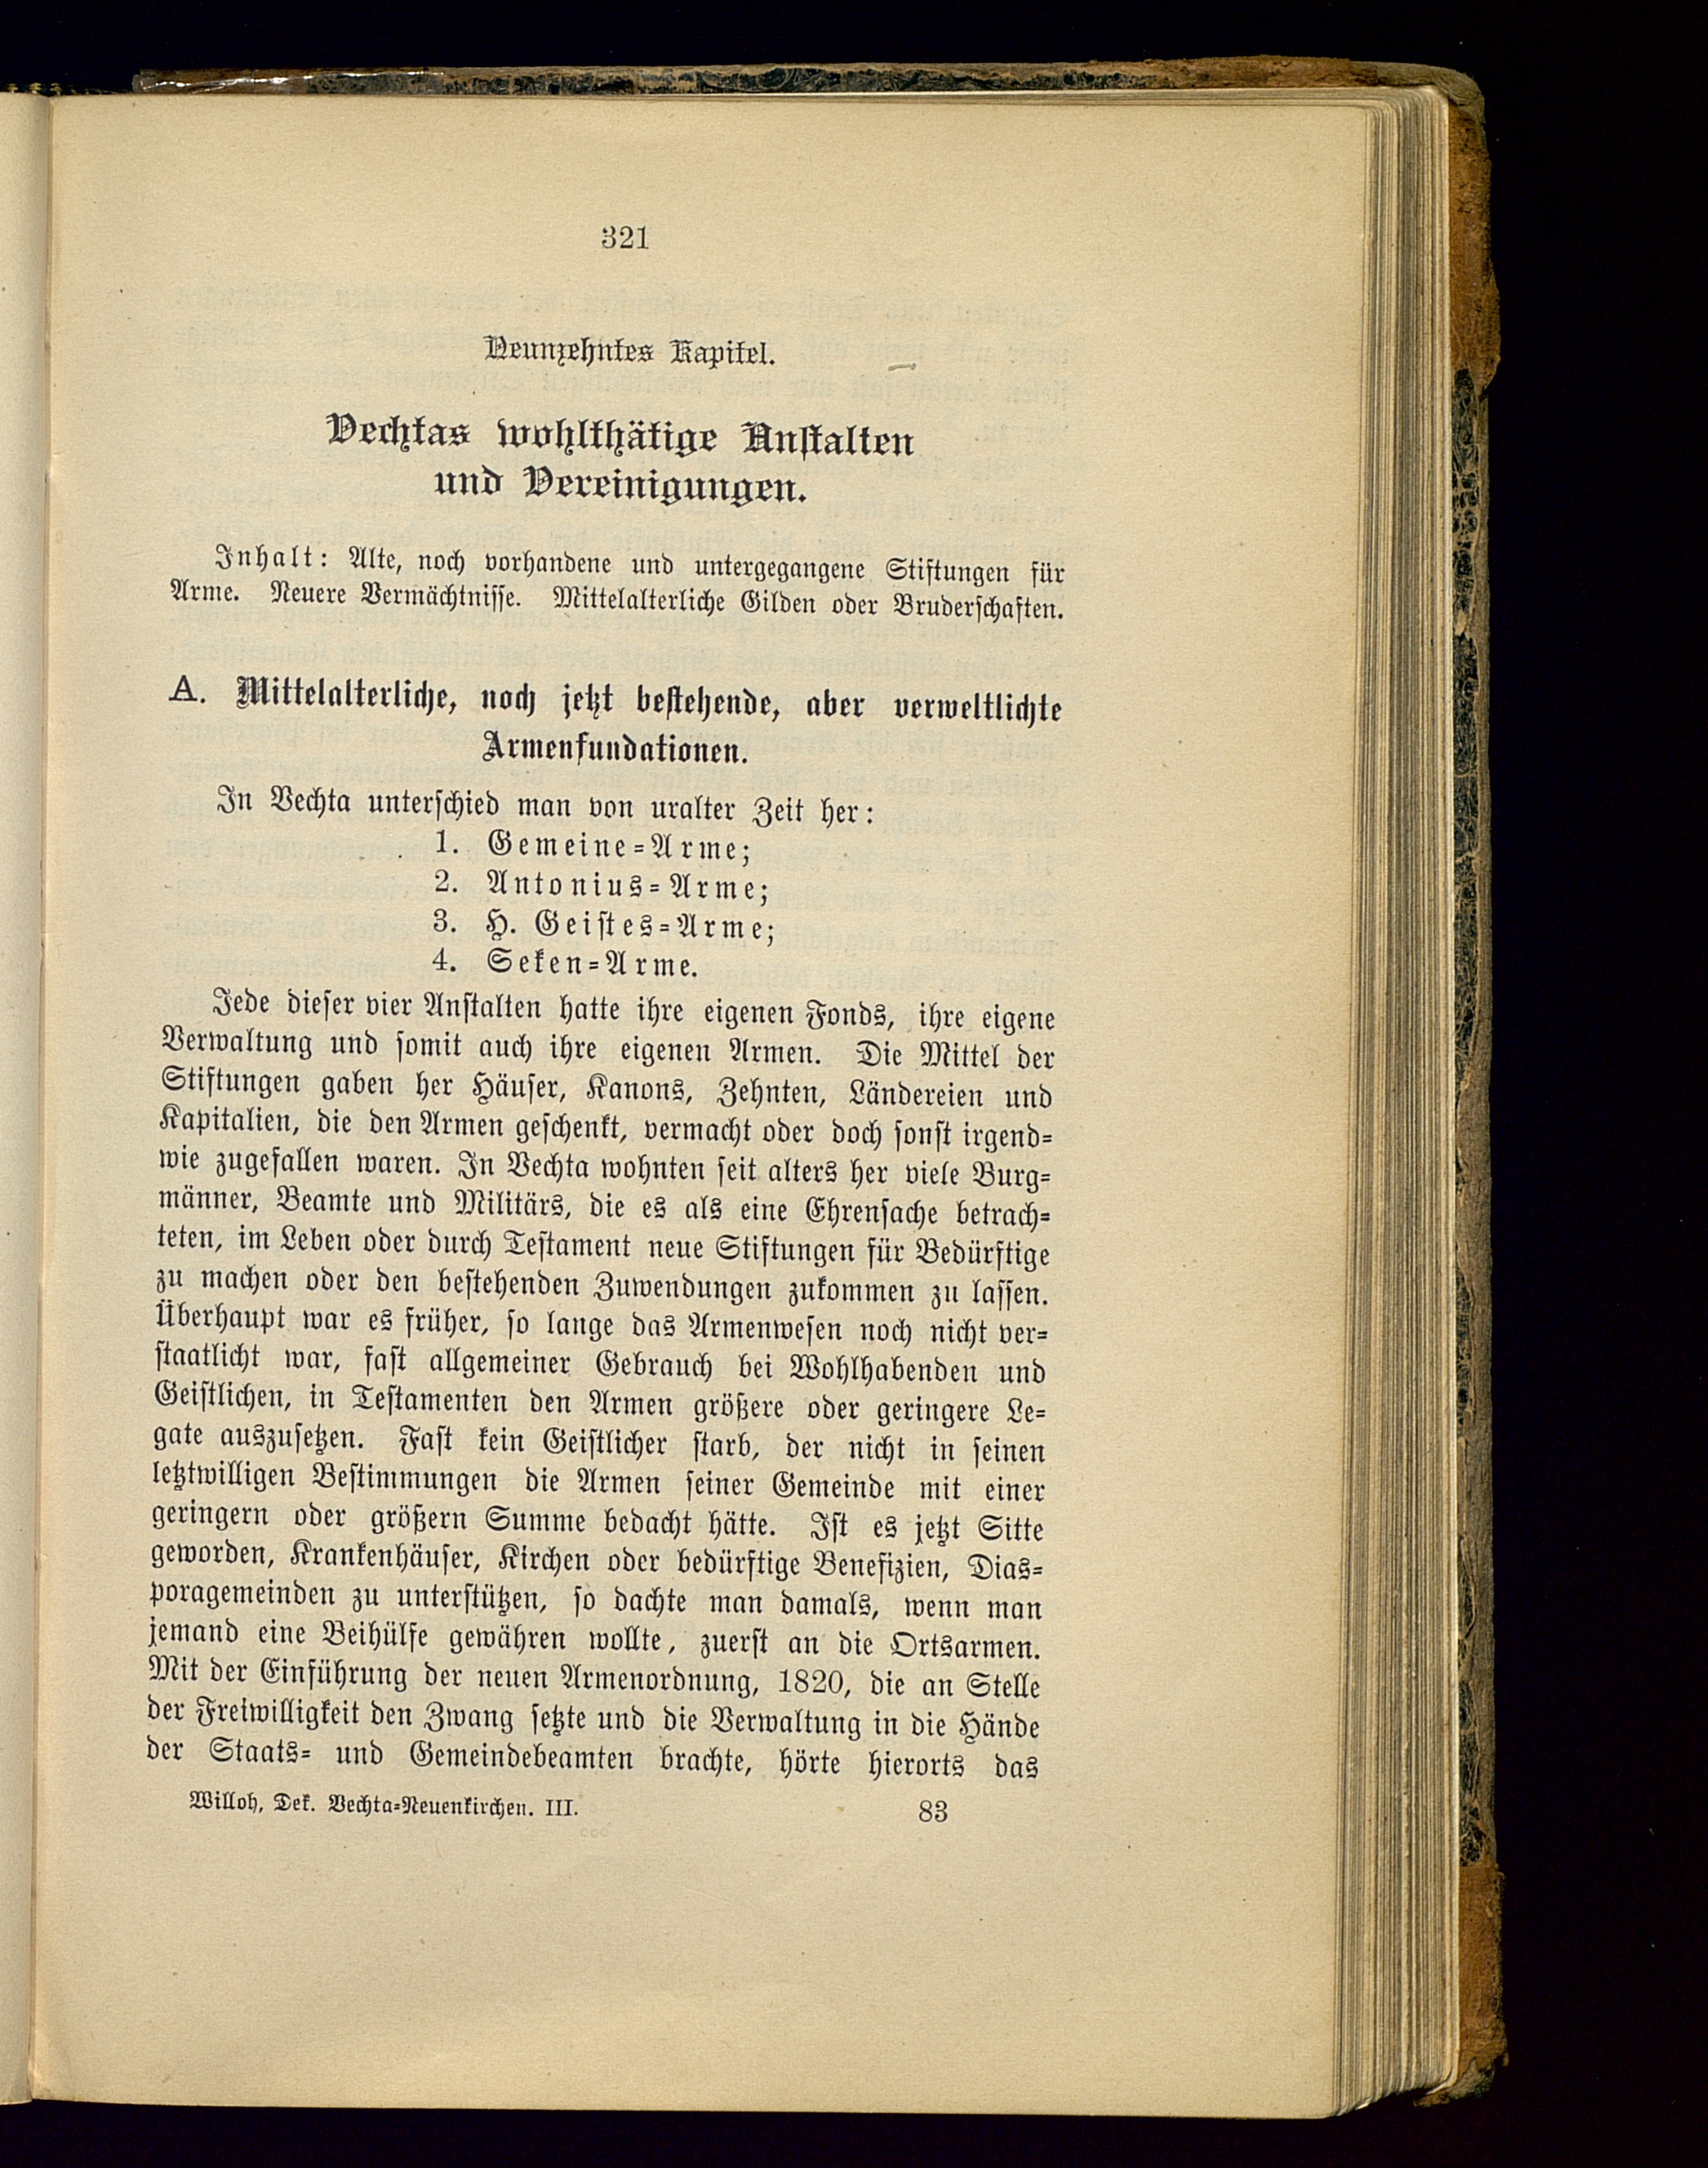 321
Neunzehntes Kapitel.
Vechtas wohlthätige Anstalten
und Vereinigungen.
Inhalt: Alte, noch vorhandene und untergegangene Stiftungen für
Arme. Neuere Vermächtnisse. Mittelalterliche Gilden oder Bruderschaften.
A. Mittelalterliche, noch jetzt bestehende, aber verweltlichte
Armenfundationen.
In Vechta unterschied man von uralter Zeit her:
1. Gemeine-Arme;
2. Antonius-Arme;
3. H. Geistes-Arme;
4. Seken-Arme.
Jede dieser vier Anstalten hatte ihre eigenen Fonds, ihre eigene
Verwaltung und somit auch ihre eigenen Armen. Die Mittel der
Stiftungen gaben her Häuser, Kanons, Zehnten, Ländereien und
Kapitalien, die den Armen geschenkt, vermacht oder doch sonst irgend-
wie zugefallen waren. In Vechta wohnten seit alters her viele Burg-
männer, Beamte und Militärs, die es als eine Ehrensache betrach-
teten, im Leben oder durch Testament neue Stiftungen für Bedürftige
zu machen oder den bestehenden Zuwendungen zukommen zu lassen.
Überhaupt war es früher, so lange das Armenwesen noch nicht ver-
staatlicht war, fast allgemeiner Gebrauch bei Wohlhabenden und
Geistlichen, in Testamenten den Armen größere oder geringere Le-
gate auszusetzen. Fast kein Geistlicher starb, der nicht in seinen
letztwilligen Bestimmungen die Armen seiner Gemeinde mit einer
geringern oder größern Summe bedacht hätte. Ist es jetzt Sitte
geworden, Krankenhäuser, Kirchen oder bedürftige Benefizien, Dias-
poragemeinden zu unterstützen, so dachte man damals, wenn man
jemand eine Beihülfe gewähren wollte, zuerst an die Ortsarmen.
Mit der Einführung der neuen Armenordnung, 1820, die an Stelle
der Freiwilligkeit den Zwang setzte und die Verwaltung in die Hände
der Staats- und Gemeindebeamten brachte, hörte hierorts das
Willoh, Dek. Vechta-Neuenkirchen. III. 83